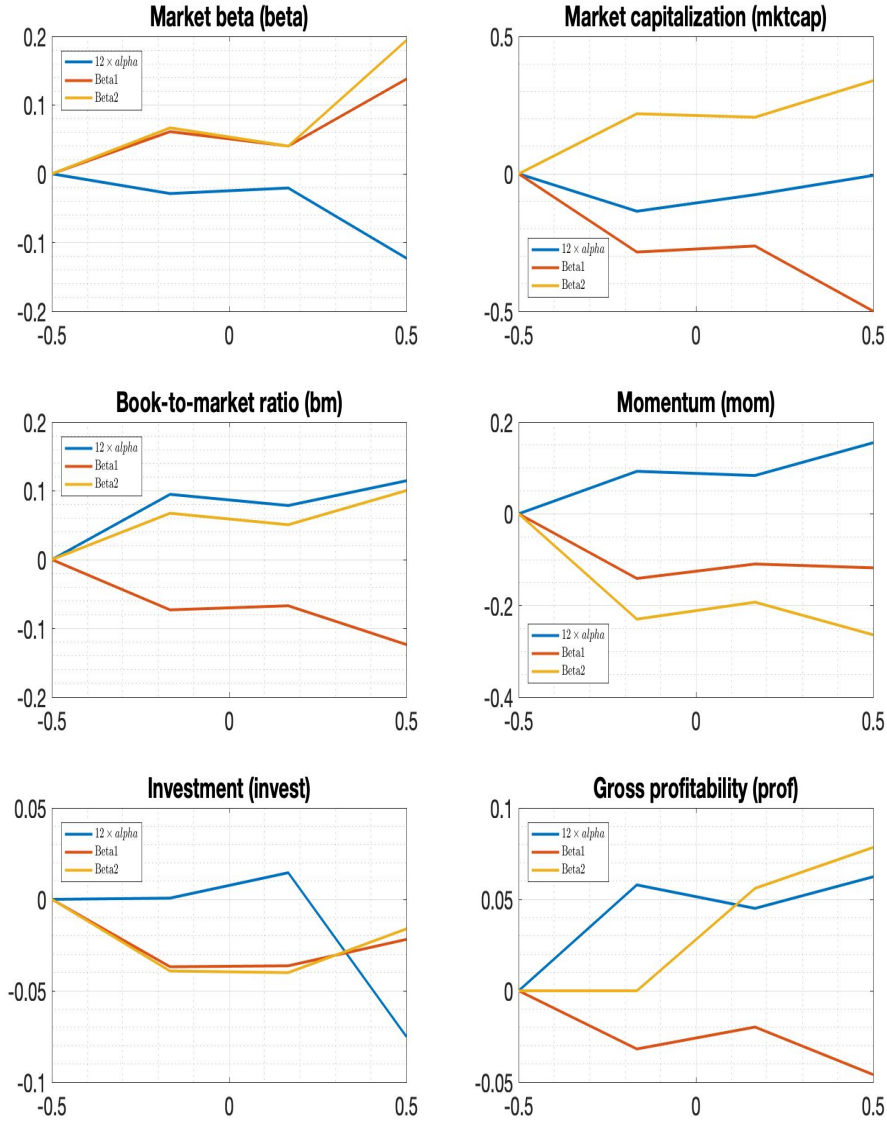 Market beta (beta)
0.2
0.1
0
-0.1
-0.2
12 × alpha
Beta1
Beta2
-0.5 0 0.5
Market capitalization (mktcap)
0.5
0
-0.5
12 × alpha
Beta1
Beta2
-0.5 0 0.5
Book-to-market ratio (bm)
0.2
0.1
0
-0.1
-0.2
12 × alpha
Beta1
Beta2
-0.5 0 0.5
Momentum (mom)
0.2
0
-0.2
-0.4
12 × alpha
Beta1
Beta2
-0.5 0 0.5
Investment (invest)
0.05
0
-0.05
-0.1
12 × alpha
Beta1
Beta2
-0.5 0 0.5
Gross profitability (prof)
0.1
0.05
0
-0.05
12 × alpha
Beta1
Beta2
-0.5 0 0.5